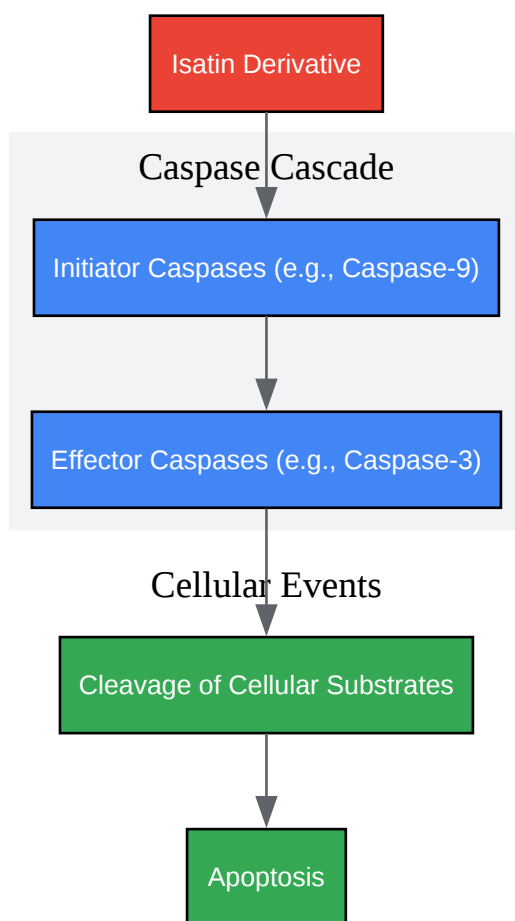 Isatin Derivative
Caspase Cascade
Initiator Caspases (e.g., Caspase-9)
Effector Caspases (e.g., Caspase-3)
Cellular Events
Cleavage of Cellular Substrates
Apoptosis